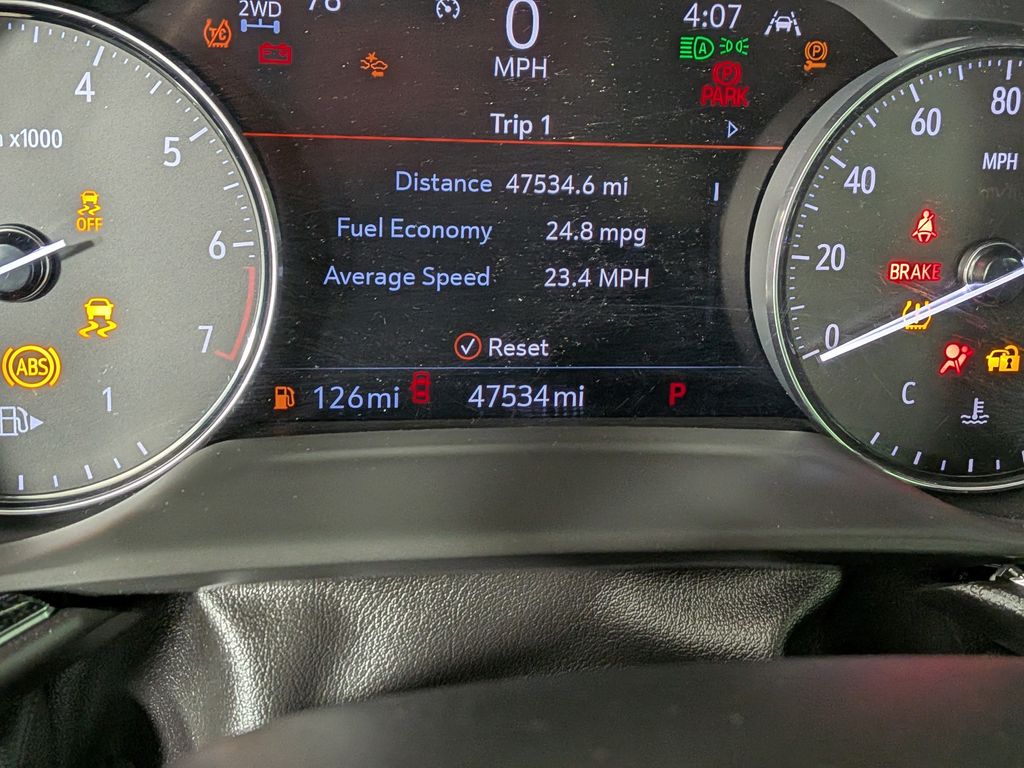 2WD
TC
0
MPH
4:07
A
P
P
PARK
Trip 1
Distance 47534.6 mi
Fuel Economy 24.8 mpg
Average Speed 23.4 MPH
Reset
126mi 47534mi P
4
x1000
5
OFF
6
7
ABS
1
80
60
MPH
40
20
BRAKE
0
C